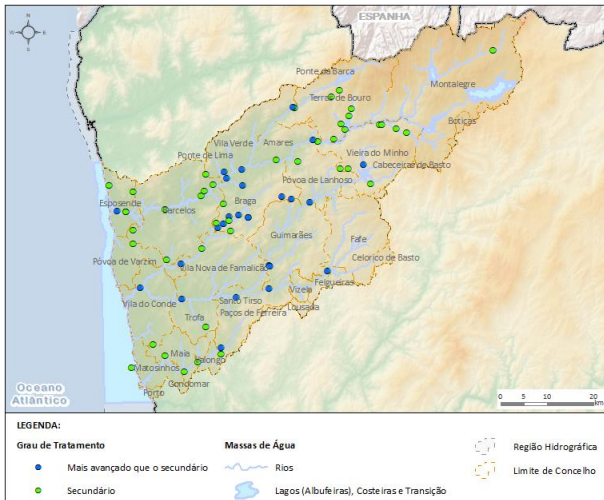 ESPANHA
Ponte da Barca
Terras de Bouro
Montalegre
Botiças
Vila Verde
Amares
Ponte de Lima
Vieira do Minho
Cabeceiras de Basto
Póvoa de Lanhoso
Esposende
Barcelos
Braga
Guimarães
Fafe
Póvoa de Varzim
Celorico de Basto
Vila Nova de Famalicão
Felgueiras
Vizela
Vila do Conde
Santo Tirso
Lousada
Paços de Ferreira
Trofa
Maia
Valongo
Matosinhos
Gondomar
Porto
Oceano
Atlântico
0 5 10 20
km
LEGENDA:
Grau de Tratamento
Massas de Água
Mais avançado que o secundário
Rios
Região Hidrográfica
Secundário
Lagos (Albufeiras), Costeiras e Transição
Limite de Concelho